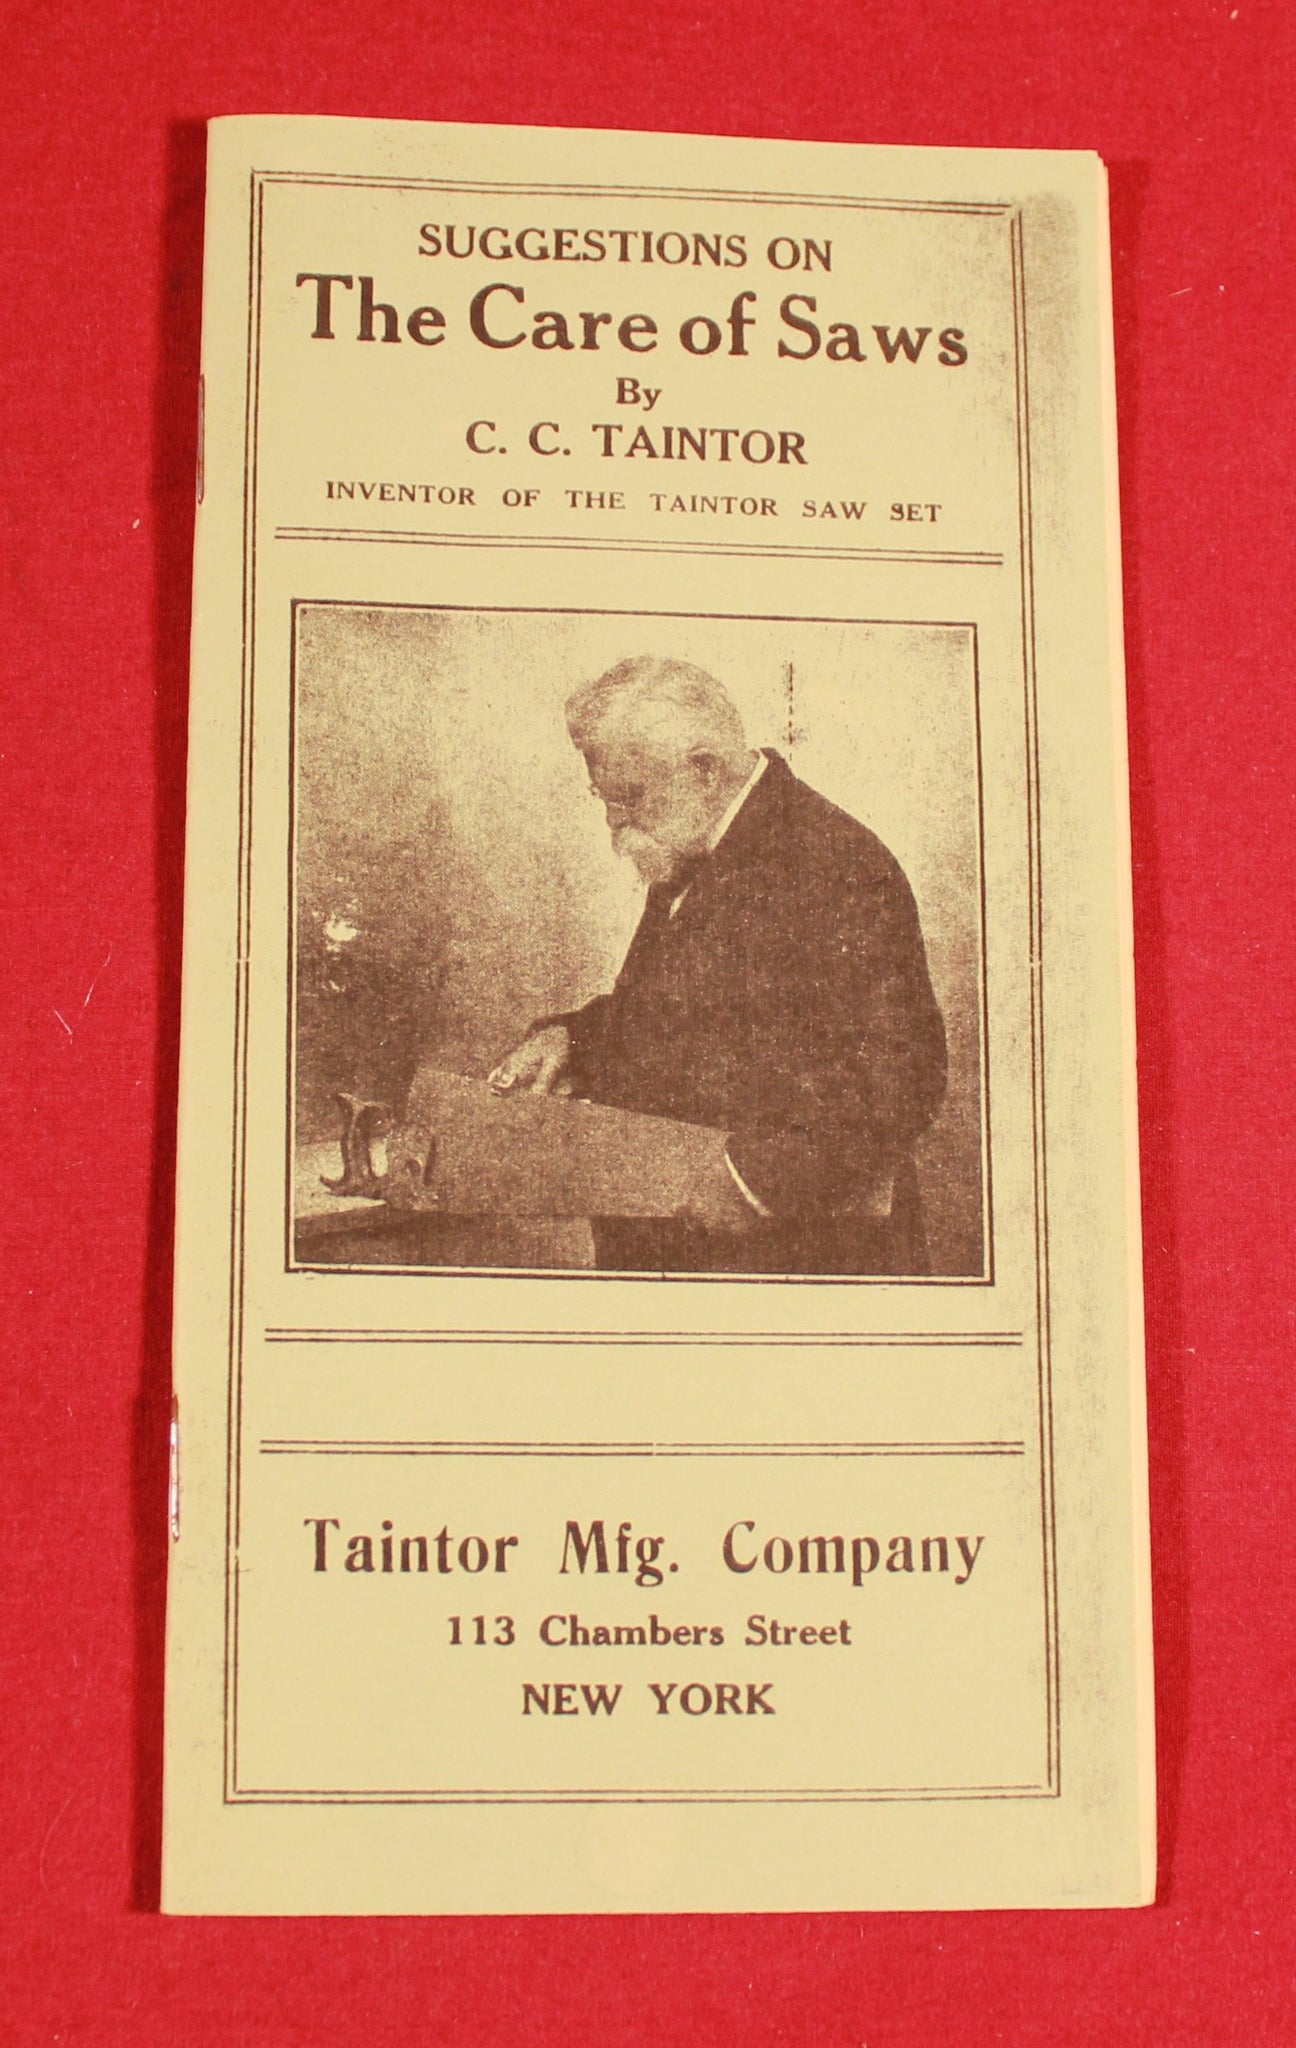 SUGGESTIONS ON
The Care of Saws
By
C. C. TAINTOR
INVENTOR OF THE TAINTOR SAW SET
Taintor Mfg. Company
113 Chambers Street
NEW YORK